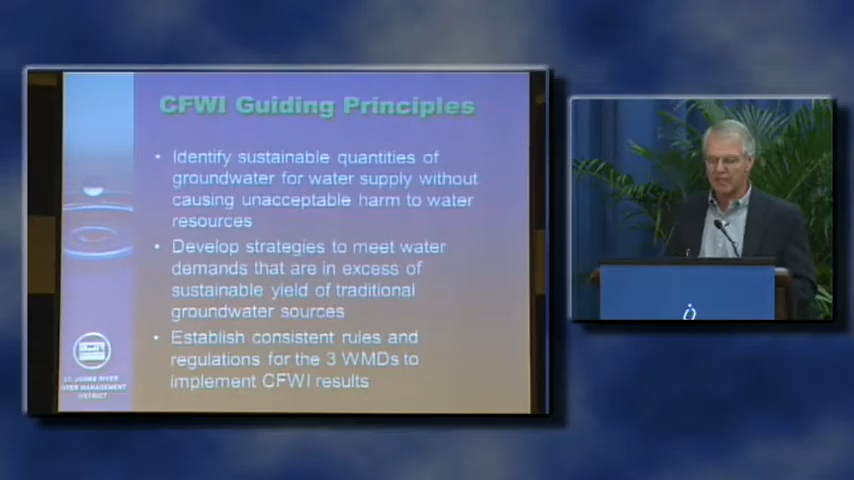 CFWI Guiding Principles
• Identify sustainable quantities of
groundwater for water supply without
causing unacceptable harm to water
resources
• Develop strategies to meet water
demands that are in excess of
sustainable yield of traditional
groundwater sources
• Establish consistent rules and
regulations for the 3 WMDs to
implement CFWI results
ST. JOHNS RIVER
WATER MANAGEMENT
DISTRICT